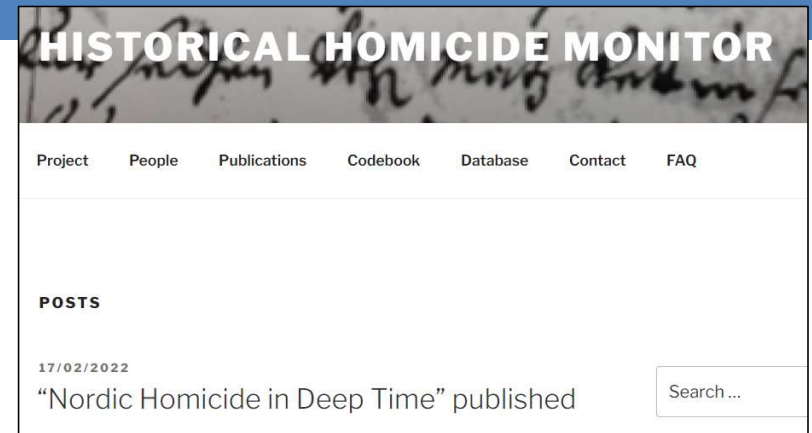 HISTORICAL HOMICIDE MONITOR
Project People Publications Codebook Database Contact FAQ
POSTS
17/02/2022
“Nordic Homicide in Deep Time” published
Search ...